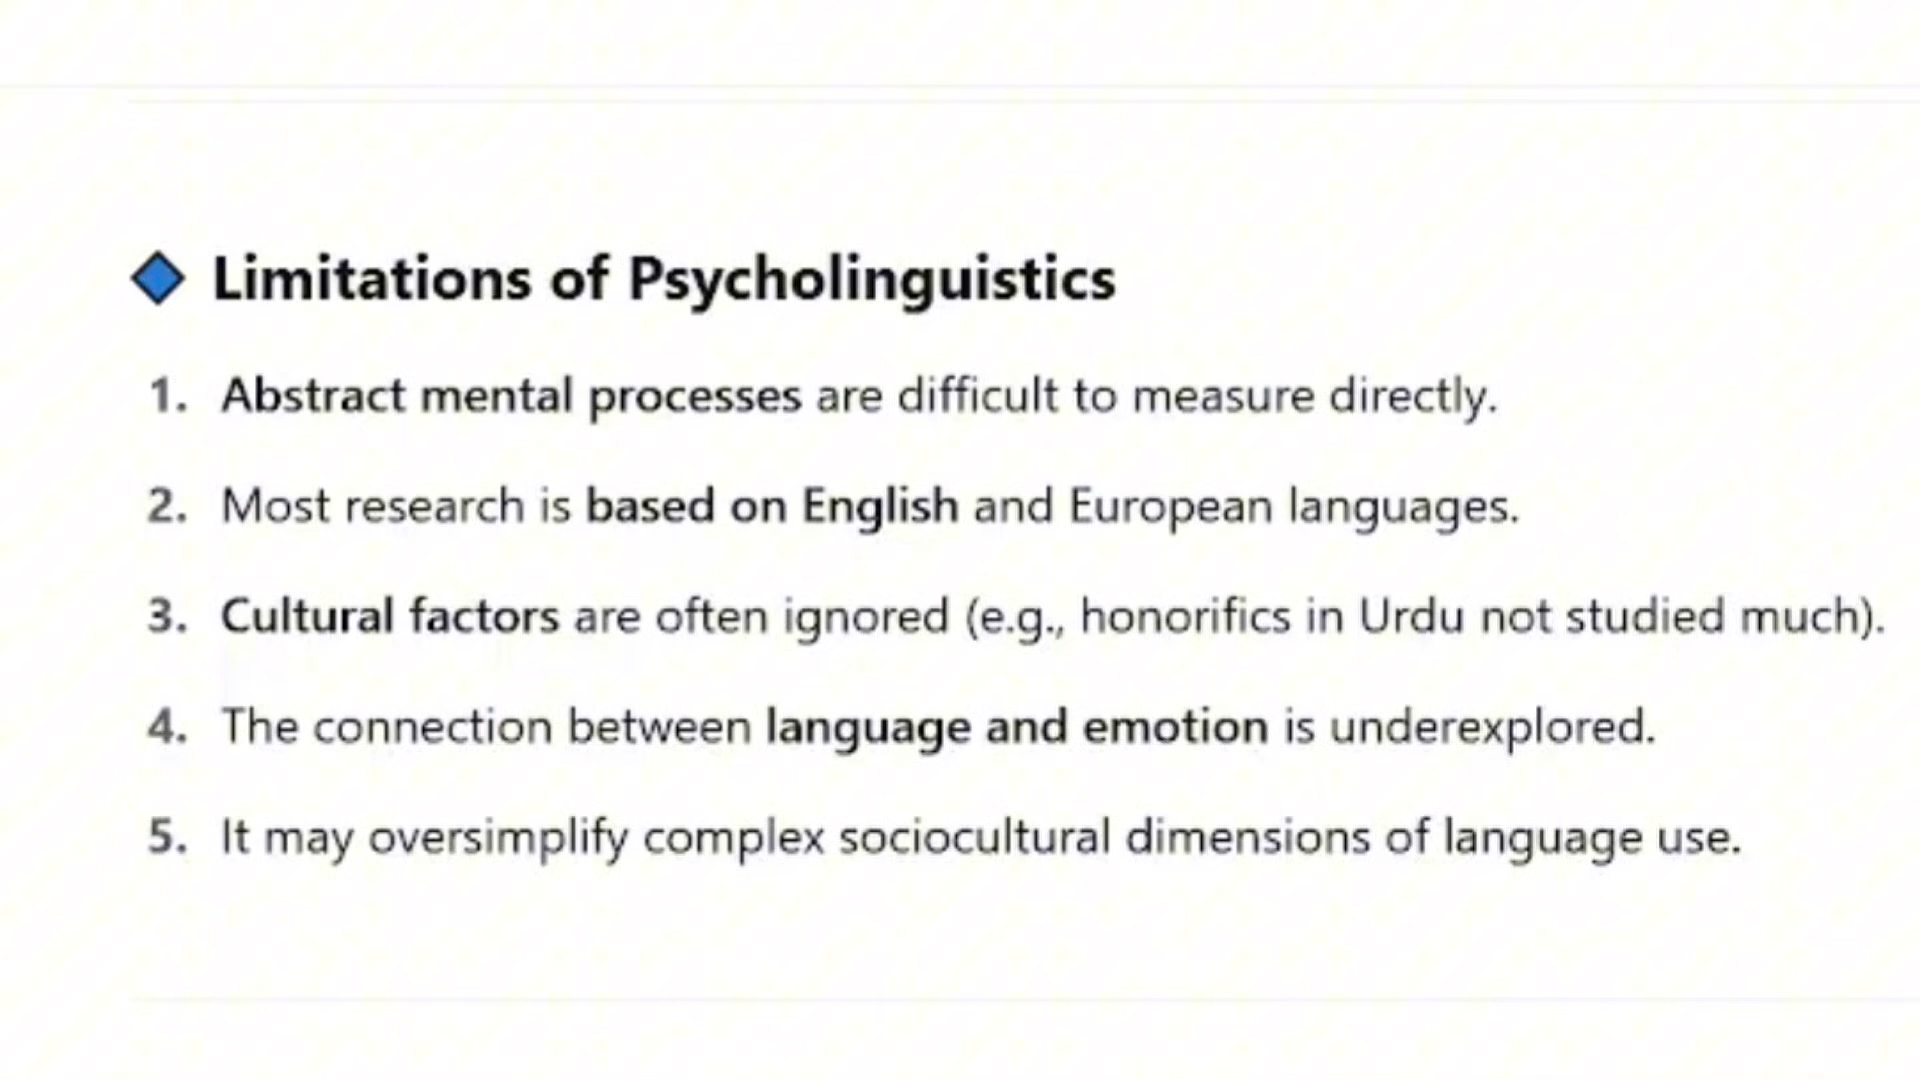 Limitations of Psycholinguistics
1. Abstract mental processes are difficult to measure directly.
2. Most research is based on English and European languages.
3. Cultural factors are often ignored (e.g., honorifics in Urdu not studied much).
4. The connection between language and emotion is underexplored.
5. It may oversimplify complex sociocultural dimensions of language use.